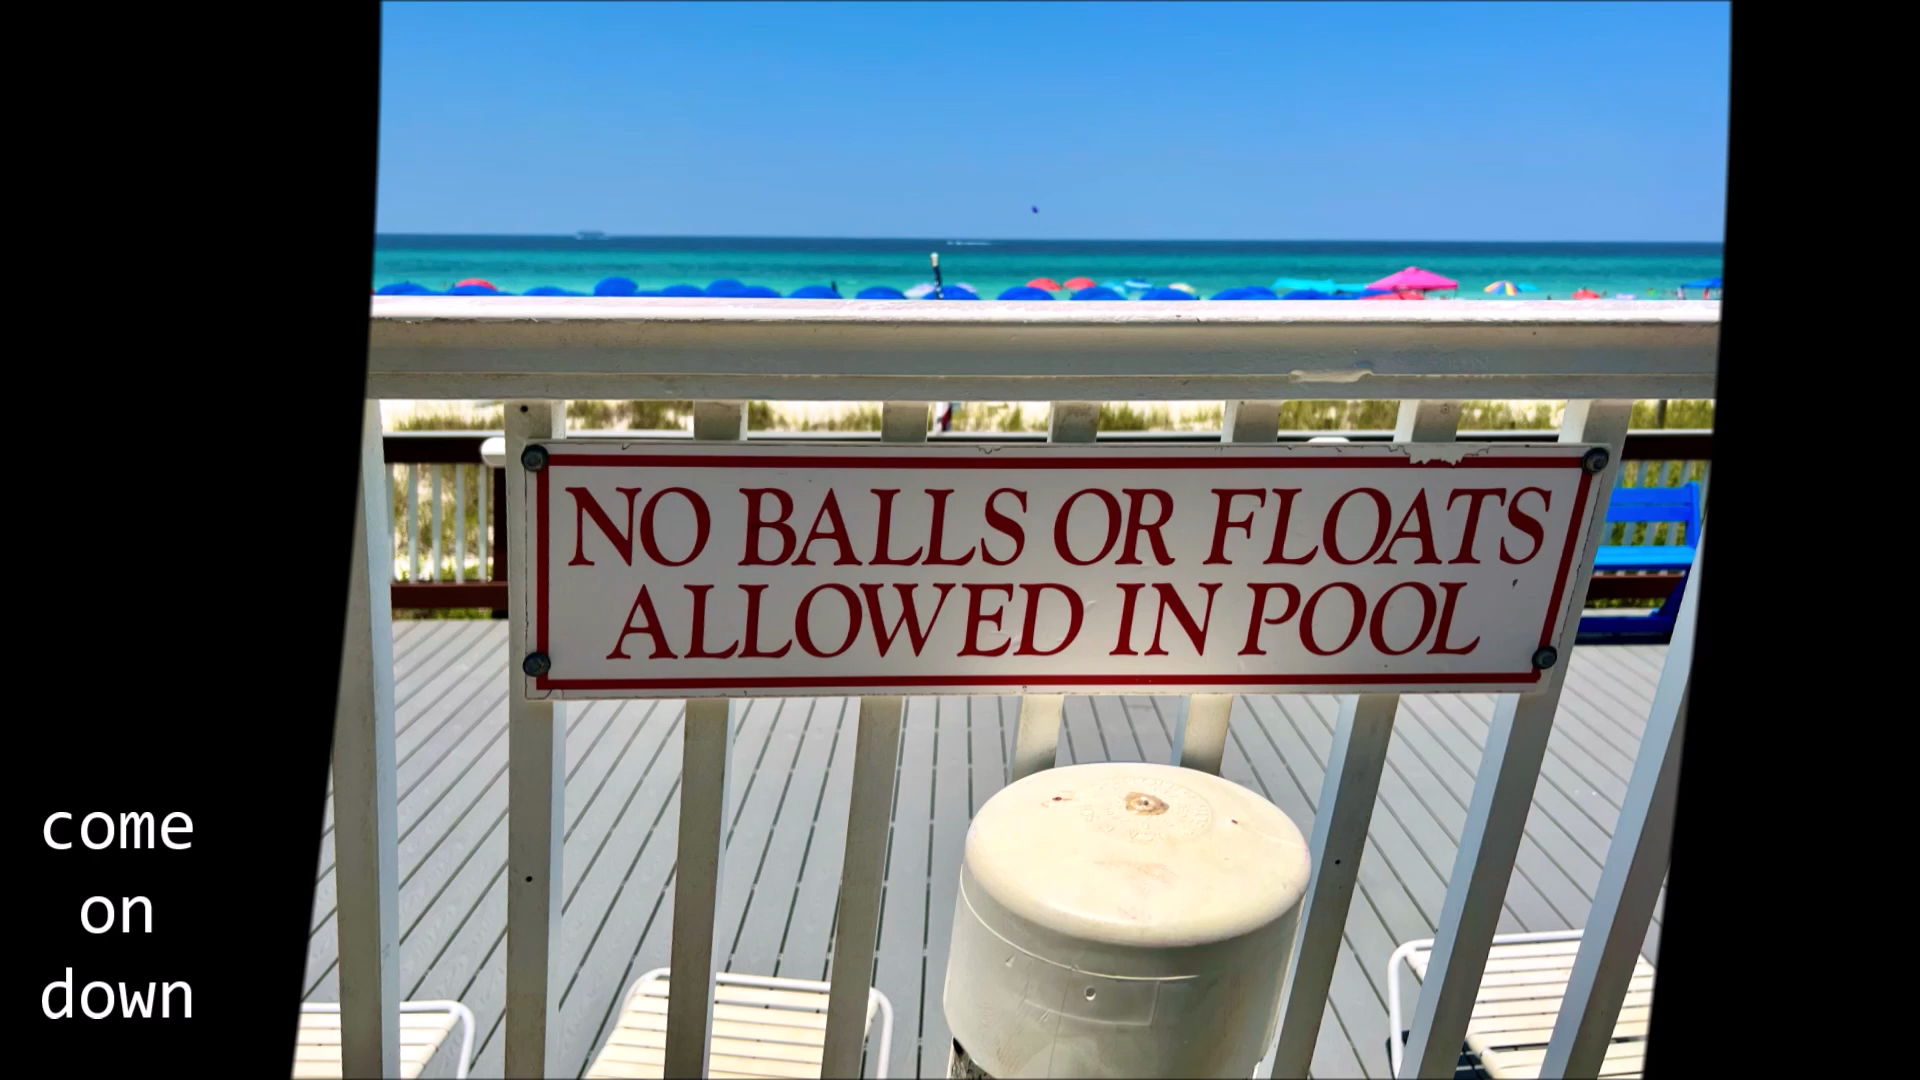 NO BALLS OR FLOATS
ALLOWED IN POOL
come
on
down